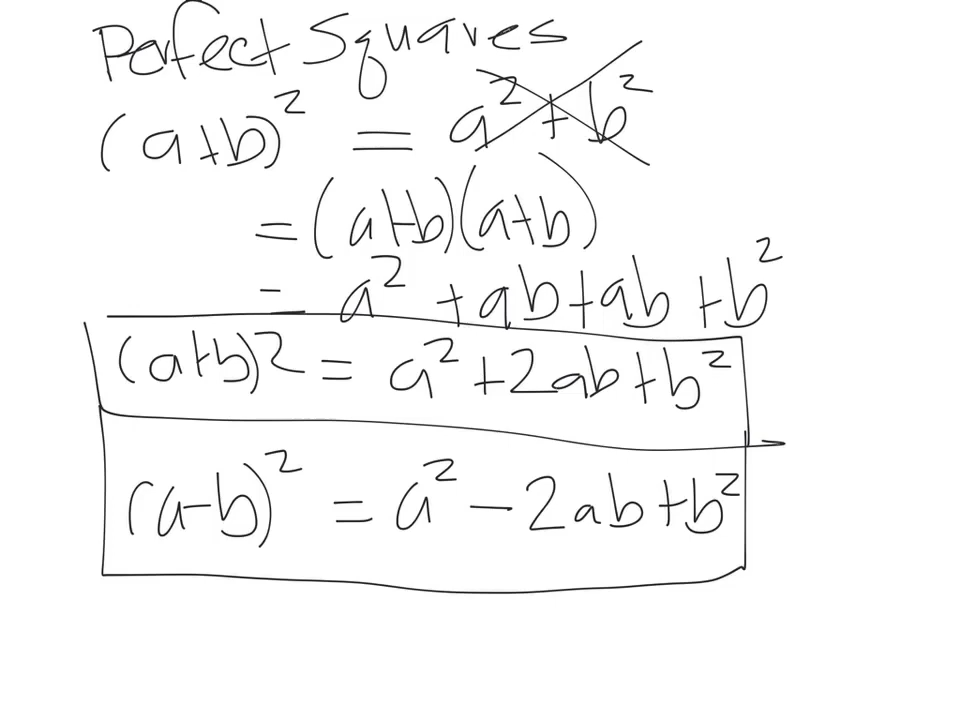 Perfect Squares
(a+b)² = a² + b²
= (a+b)(a+b)
= a² + ab + ab + b²
(a+b)2 = a² + 2ab + b²
(a-b)² = a² - 2ab + b²